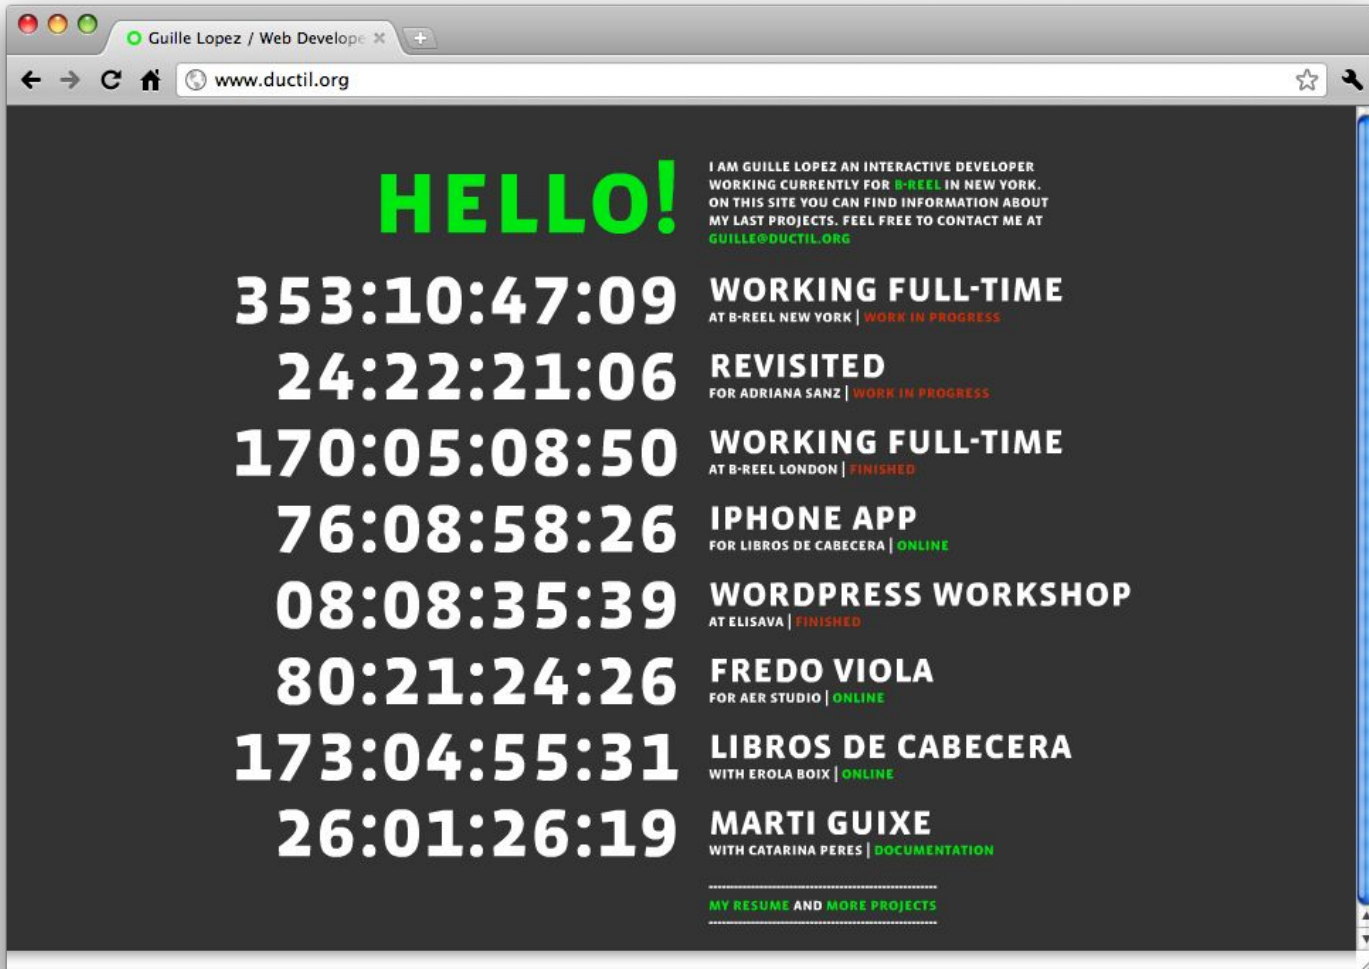 Guille Lopez / Web Develope
www.ductil.org
HELLO!
I AM GUILLE LOPEZ AN INTERACTIVE DEVELOPER
WORKING CURRENTLY FOR B-REEL IN NEW YORK.
ON THIS SITE YOU CAN FIND INFORMATION ABOUT
MY LAST PROJECTS. FEEL FREE TO CONTACT ME AT
GUILLE@DUCTIL.ORG
353:10:47:09
WORKING FULL-TIME
AT B-REEL NEW YORK | WORK IN PROGRESS
24:22:21:06
REVISITED
FOR ADRIANA SANZ | WORK IN PROGRESS
170:05:08:50
WORKING FULL-TIME
AT B-REEL LONDON | FINISHED
76:08:58:26
IPHONE APP
FOR LIBROS DE CABECERA | ONLINE
08:08:35:39
WORDPRESS WORKSHOP
AT ELISAVA | FINISHED
80:21:24:26
FREDO VIOLA
FOR AER STUDIO | ONLINE
173:04:55:31
LIBROS DE CABECERA
WITH EROLA BOIX | ONLINE
26:01:26:19
MARTI GUIXE
WITH CATARINA PERES | DOCUMENTATION
MY RESUME AND MORE PROJECTS